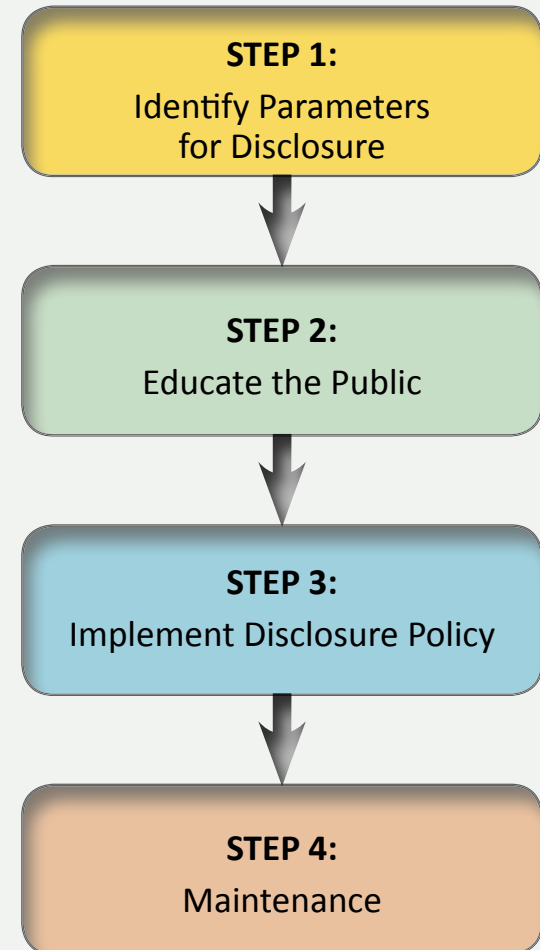 STEP 1:
Identify Parameters
for Disclosure
STEP 2:
Educate the Public
STEP 3:
Implement Disclosure Policy
STEP 4:
Maintenance